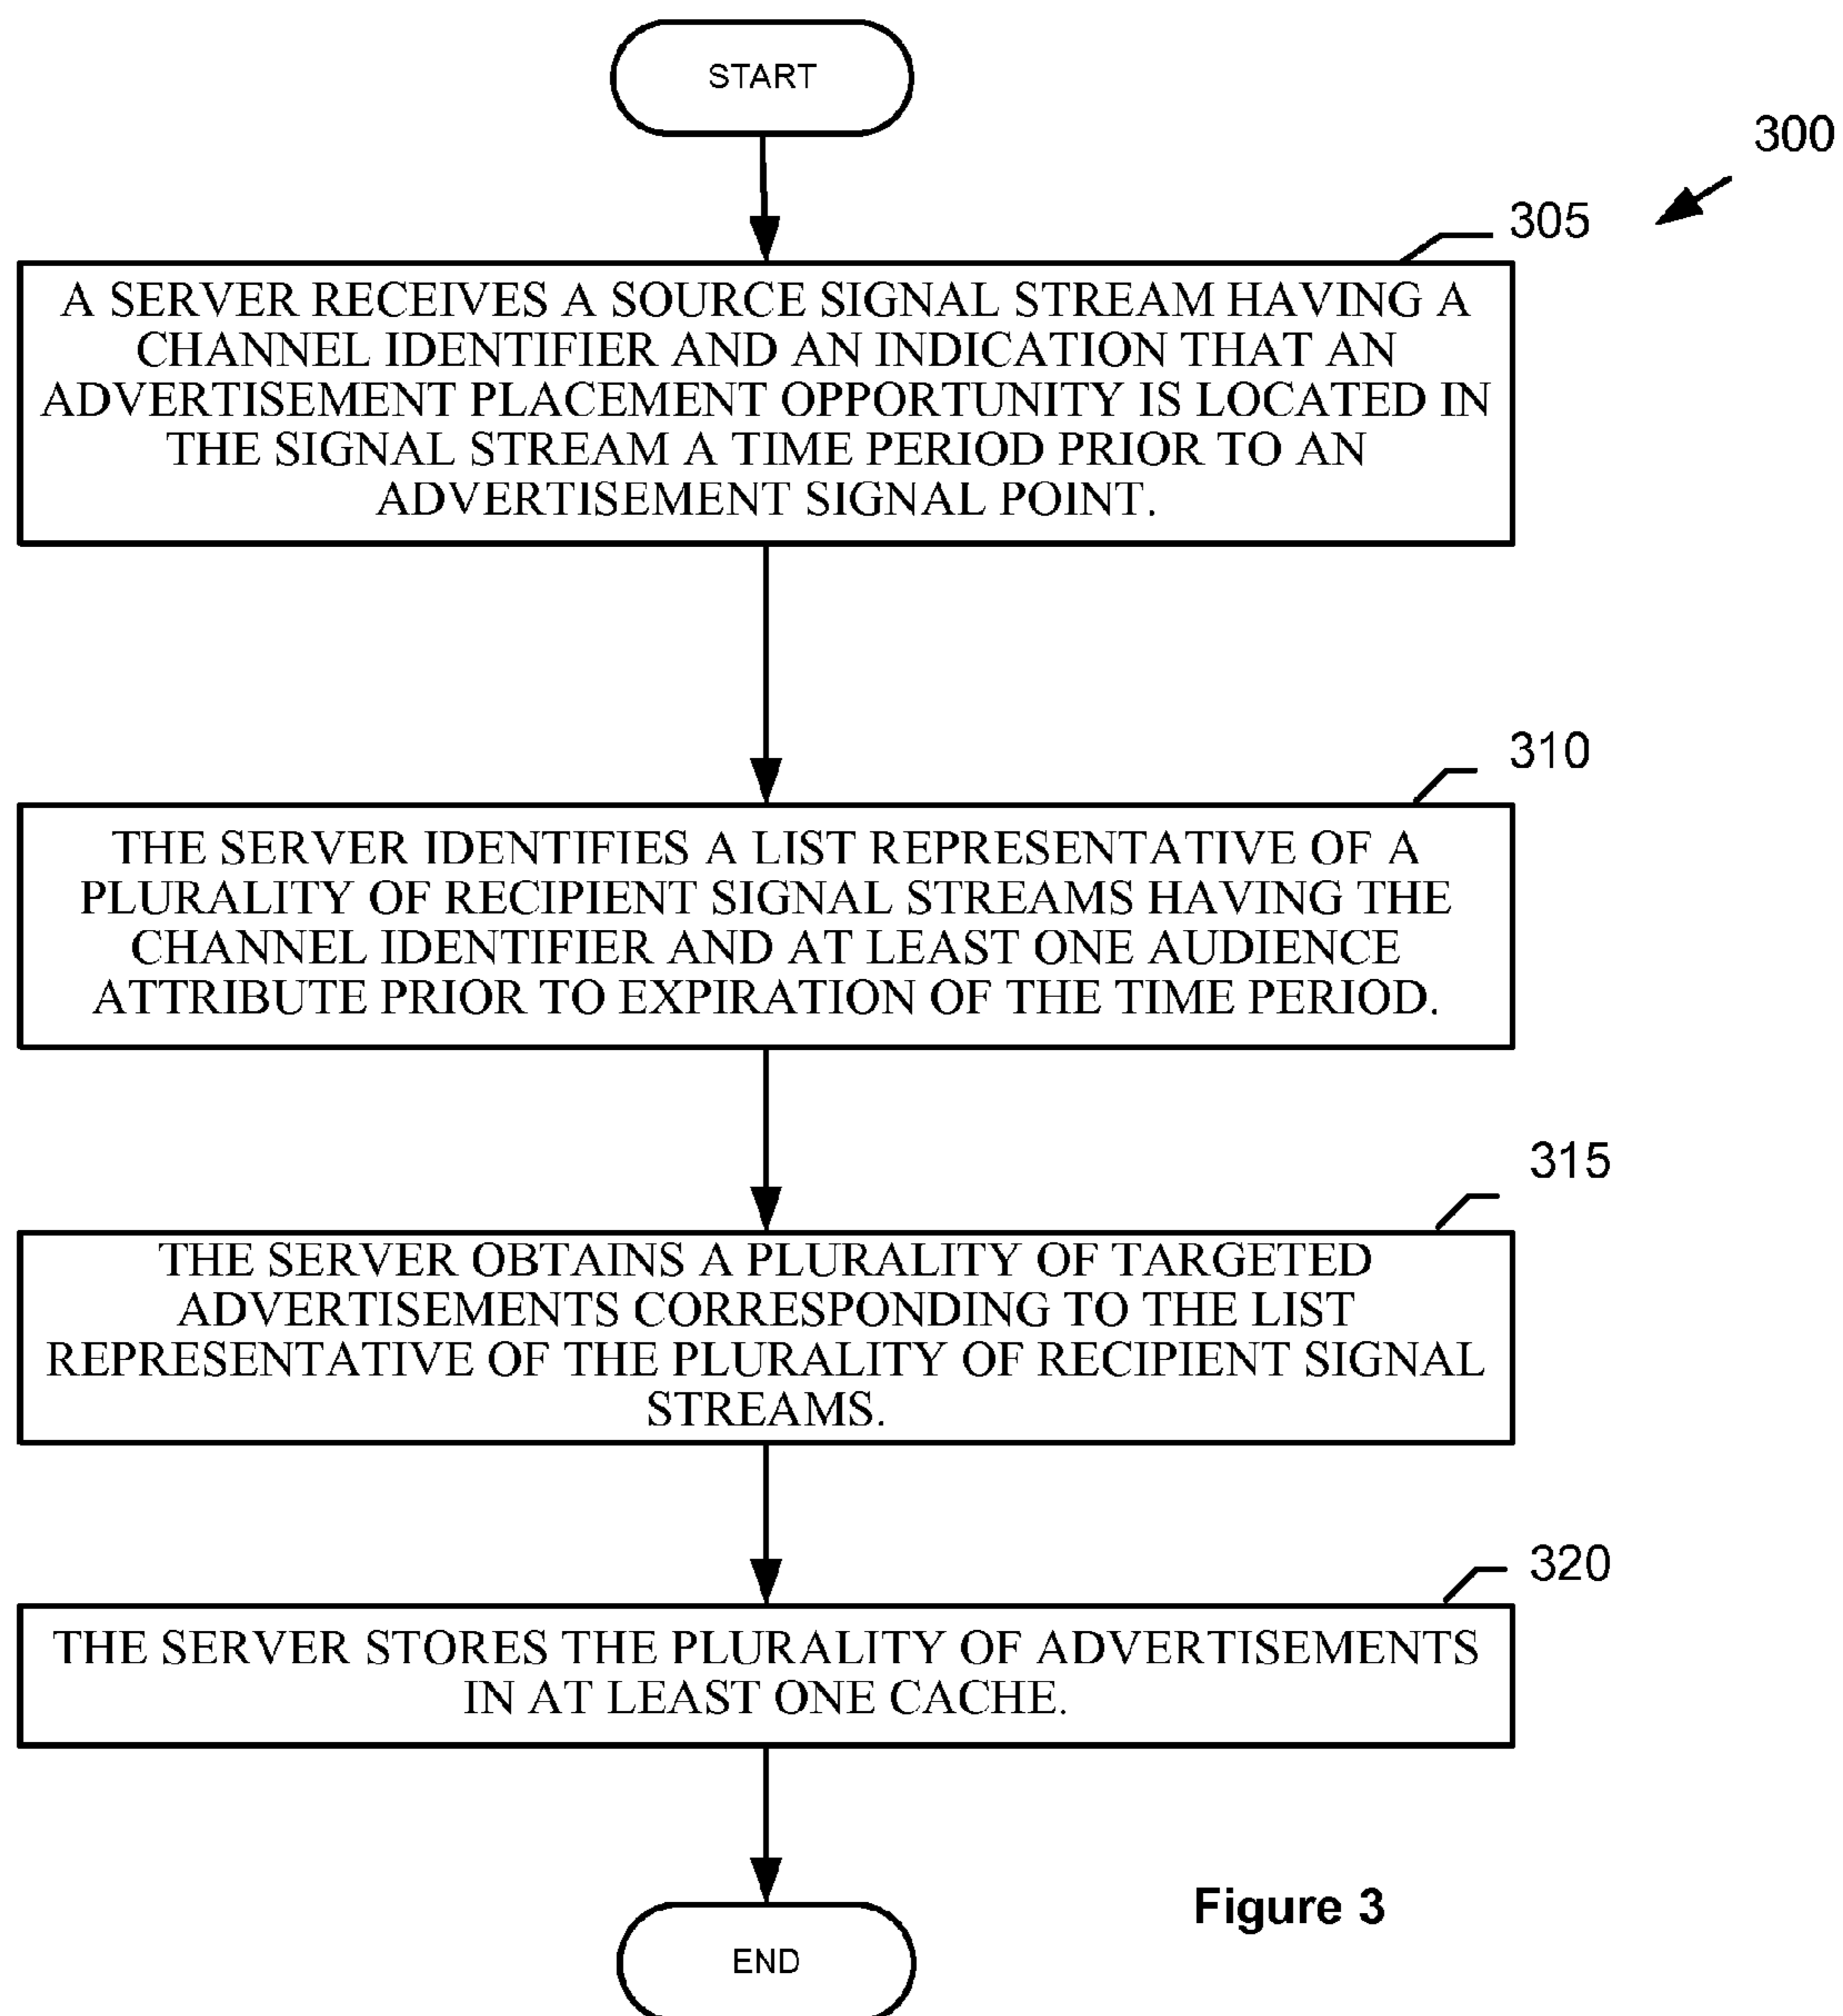 START
300
305
A SERVER RECEIVES A SOURCE SIGNAL STREAM HAVING A
CHANNEL IDENTIFIER AND AN INDICATION THAT AN
ADVERTISEMENT PLACEMENT OPPORTUNITY IS LOCATED IN
THE SIGNAL STREAM A TIME PERIOD PRIOR TO AN
ADVERTISEMENT SIGNAL POINT.
310
THE SERVER IDENTIFIES A LIST REPRESENTATIVE OF A
PLURALITY OF RECIPIENT SIGNAL STREAMS HAVING THE
CHANNEL IDENTIFIER AND AT LEAST ONE AUDIENCE
ATTRIBUTE PRIOR TO EXPIRATION OF THE TIME PERIOD.
315
THE SERVER OBTAINS A PLURALITY OF TARGETED
ADVERTISEMENTS CORRESPONDING TO THE LIST
REPRESENTATIVE OF THE PLURALITY OF RECIPIENT SIGNAL
STREAMS.
320
THE SERVER STORES THE PLURALITY OF ADVERTISEMENTS
IN AT LEAST ONE CACHE.
Figure 3
END